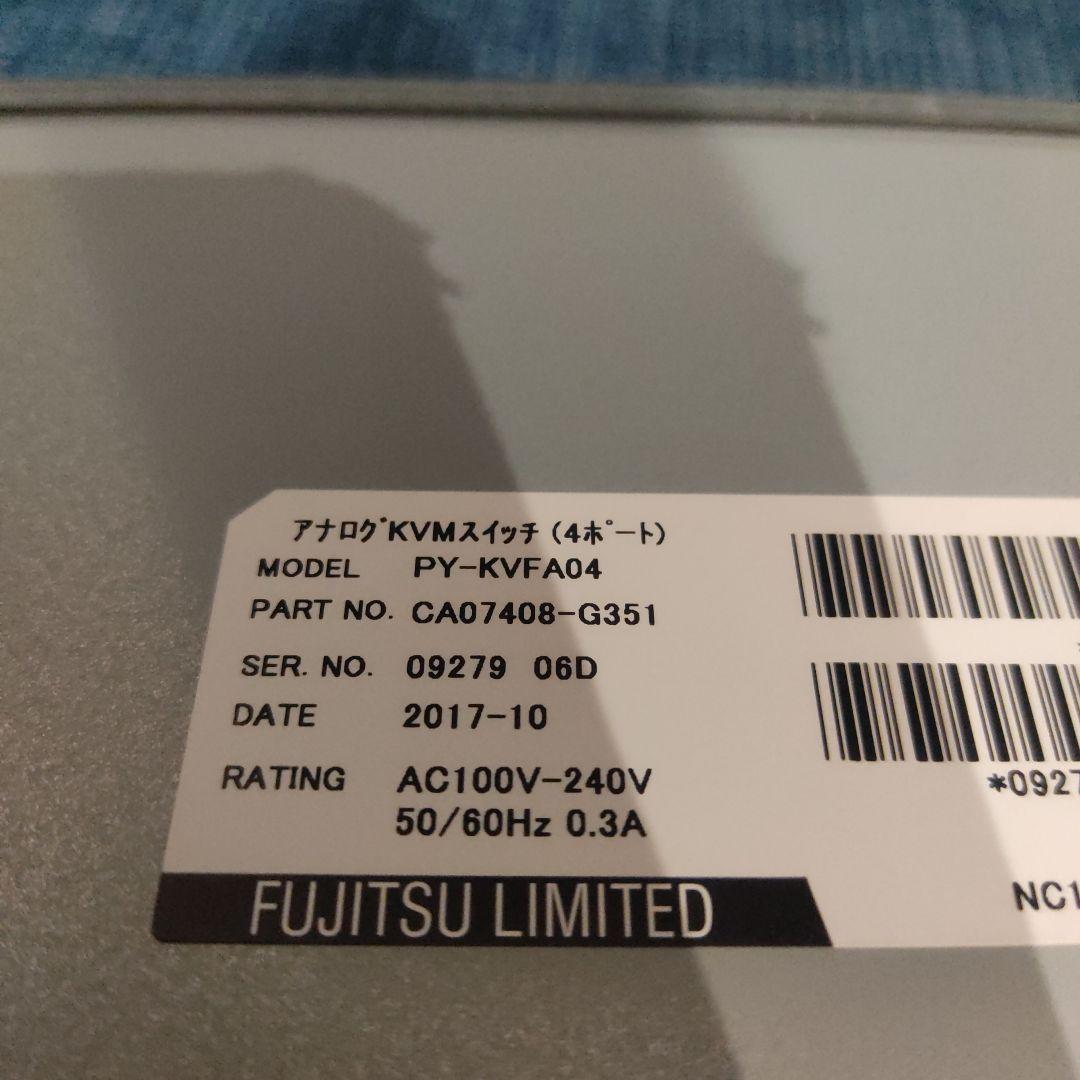 アナログKVMスイッチ (4ポート)
MODEL PY-KVFA04
PART NO. CA07408-G351
SER. NO. 09279 06D
DATE 2017-10
RATING AC100V-240V
50/60Hz 0.3A
*0927
NC1
FUJITSU LIMITED